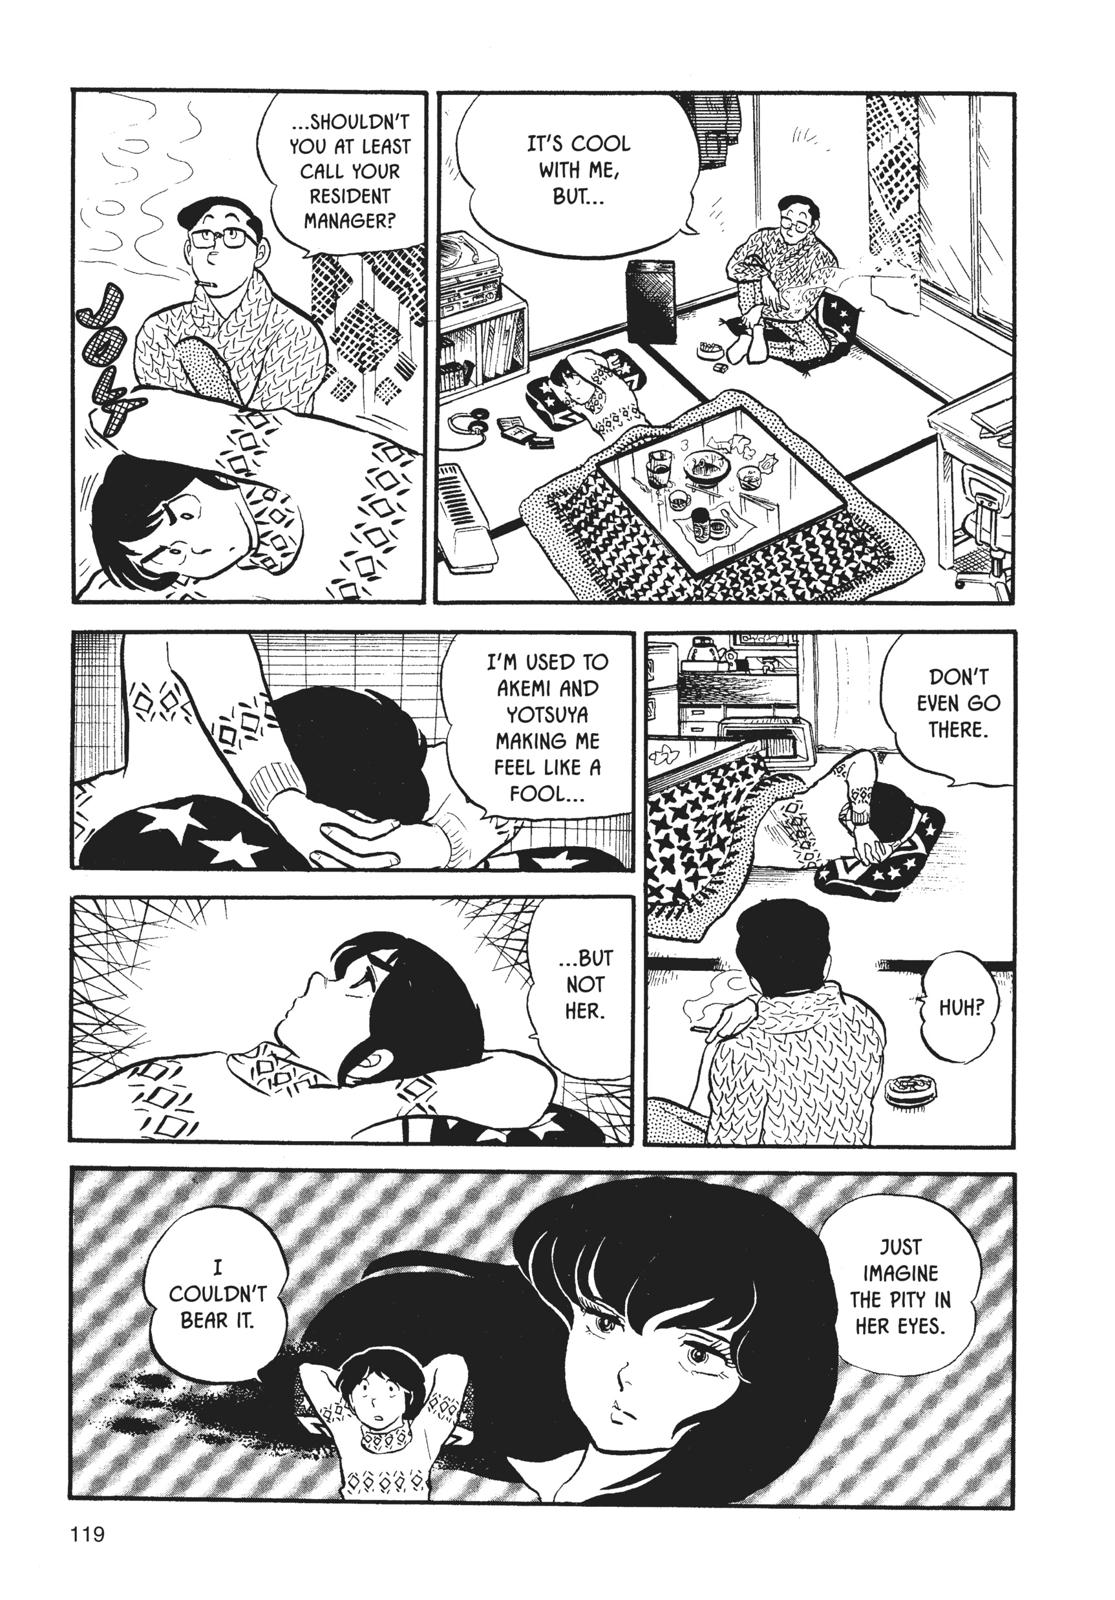 IT'S COOL
WITH ME,
BUT...
...SHOULDN'T
YOU AT LEAST
CALL YOUR
RESIDENT
MANAGER?
JOLT
DON'T
EVEN GO
THERE.
HUH?
I'M USED TO
AKEMI AND
YOTSUYA
MAKING ME
FEEL LIKE A
FOOL...
...BUT
NOT
HER.
JUST
IMAGINE
THE PITY IN
HER EYES.
I
COULDN'T
BEAR IT.
119